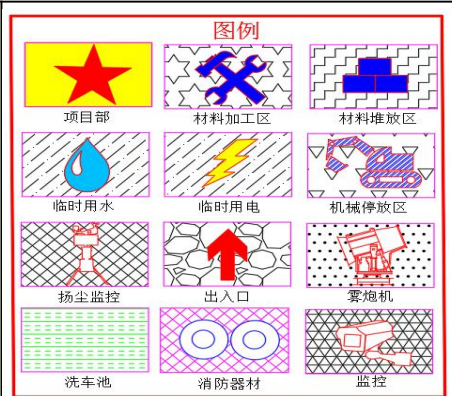 图例
项目部 材料加工区 材料堆放区
临时用水 临时用电 机械停放区
扬尘监控 出入口 雾炮机
洗车池 消防器材 监控